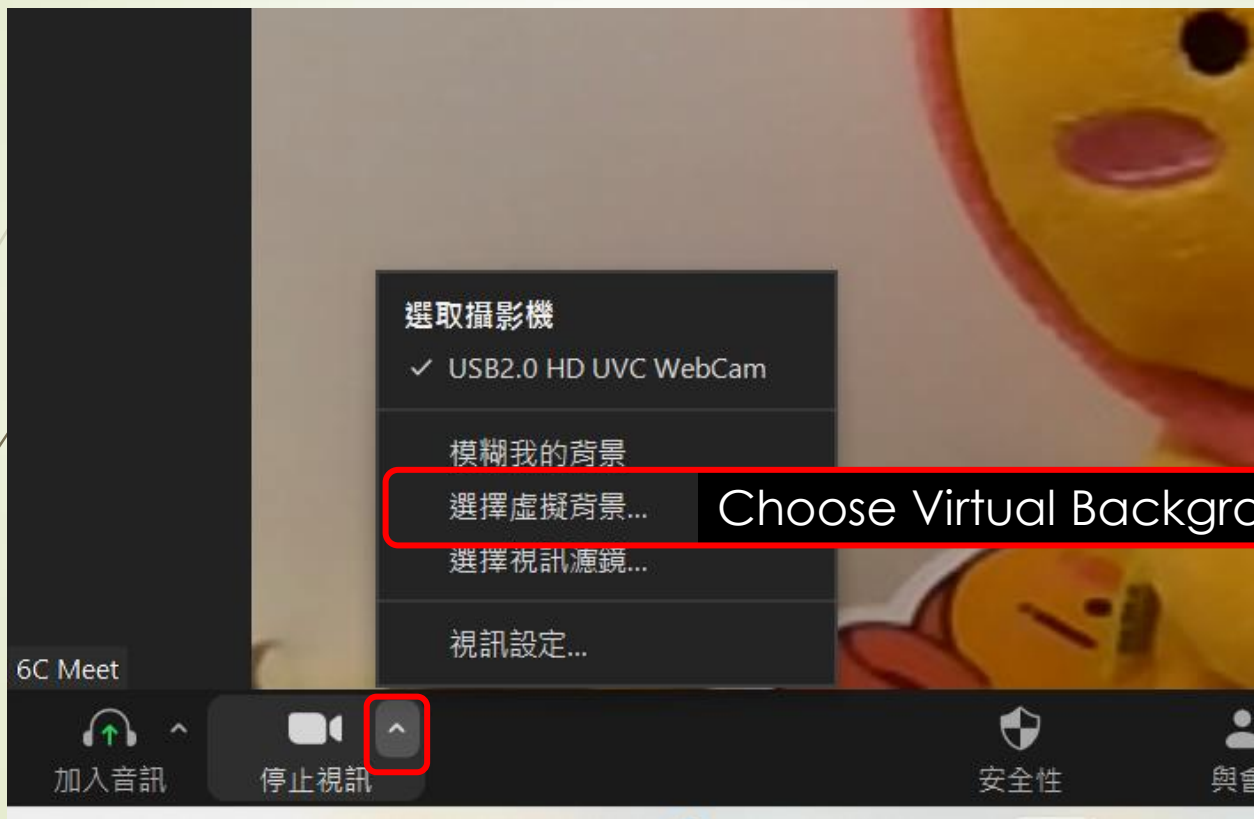 選取攝影機
USB2.0 HD UVC WebCam
模糊我的背景
選擇虛擬背景... Choose Virtual Backgro
選擇視訊濾鏡...
視訊設定...
6C Meet
加入音訊 停止視訊 安全性 與會